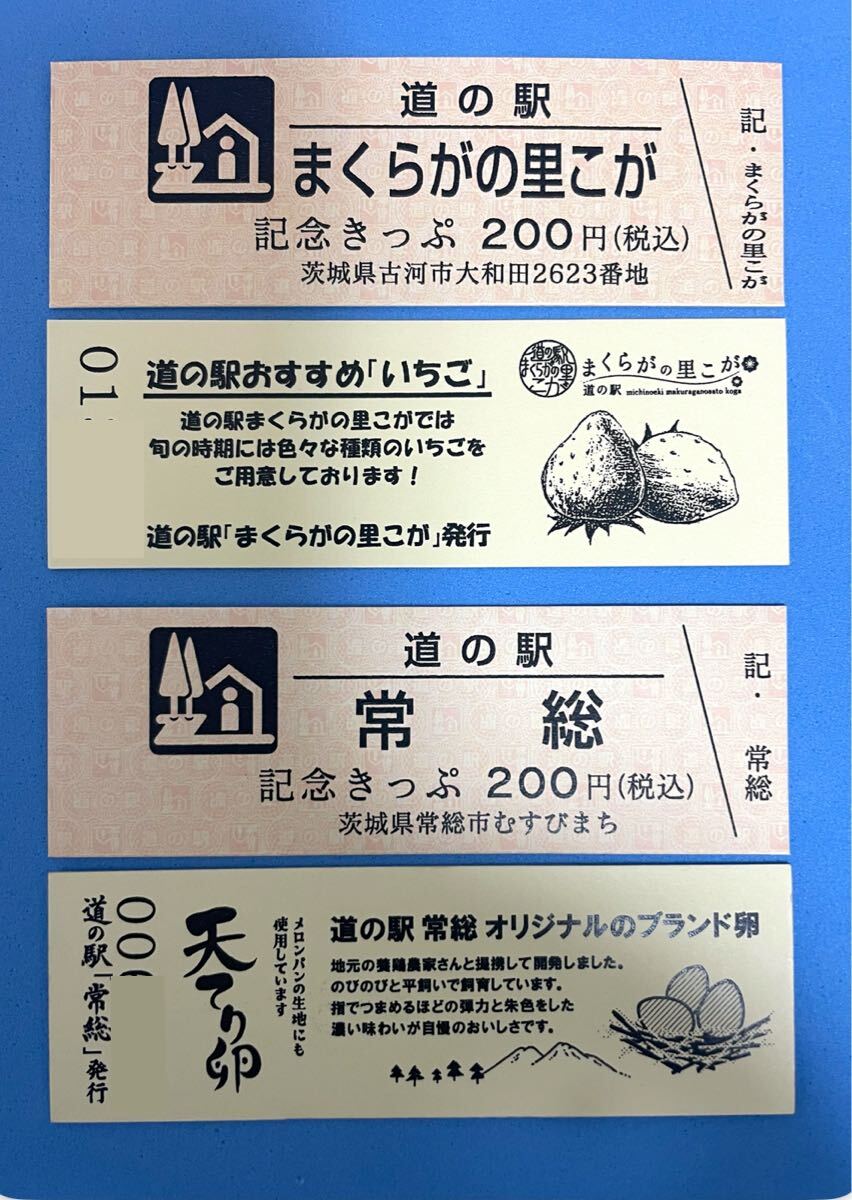 道の駅
まくらがの里こが
記念きっぷ 200円(税込)
茨城県古河市大和田2623番地
記・まくらがの里こが
01
道の駅おすすめ「いちご」
道の駅まくらがの里こがでは
旬の時期には色々な種類のいちごを
ご用意しております！
道の駅「まくらがの里こが」発行
まくらがの里こが
道の駅 michinoeki makuraganosato koga
道の駅
常総
記念きっぷ 200円(税込)
茨城県常総市むすびまち
記・常総
道の駅「常総」発行
00
天てり卵
メロンパンの生地にも
使用しています
道の駅 常総 オリジナルのブランド卵
地元の養鶏農家さんと提携して開発しました。
のびのびと平飼いで飼育しています。
指でつまめるほどの弾力と朱色をした
濃い味わいが自慢のおいしさです。